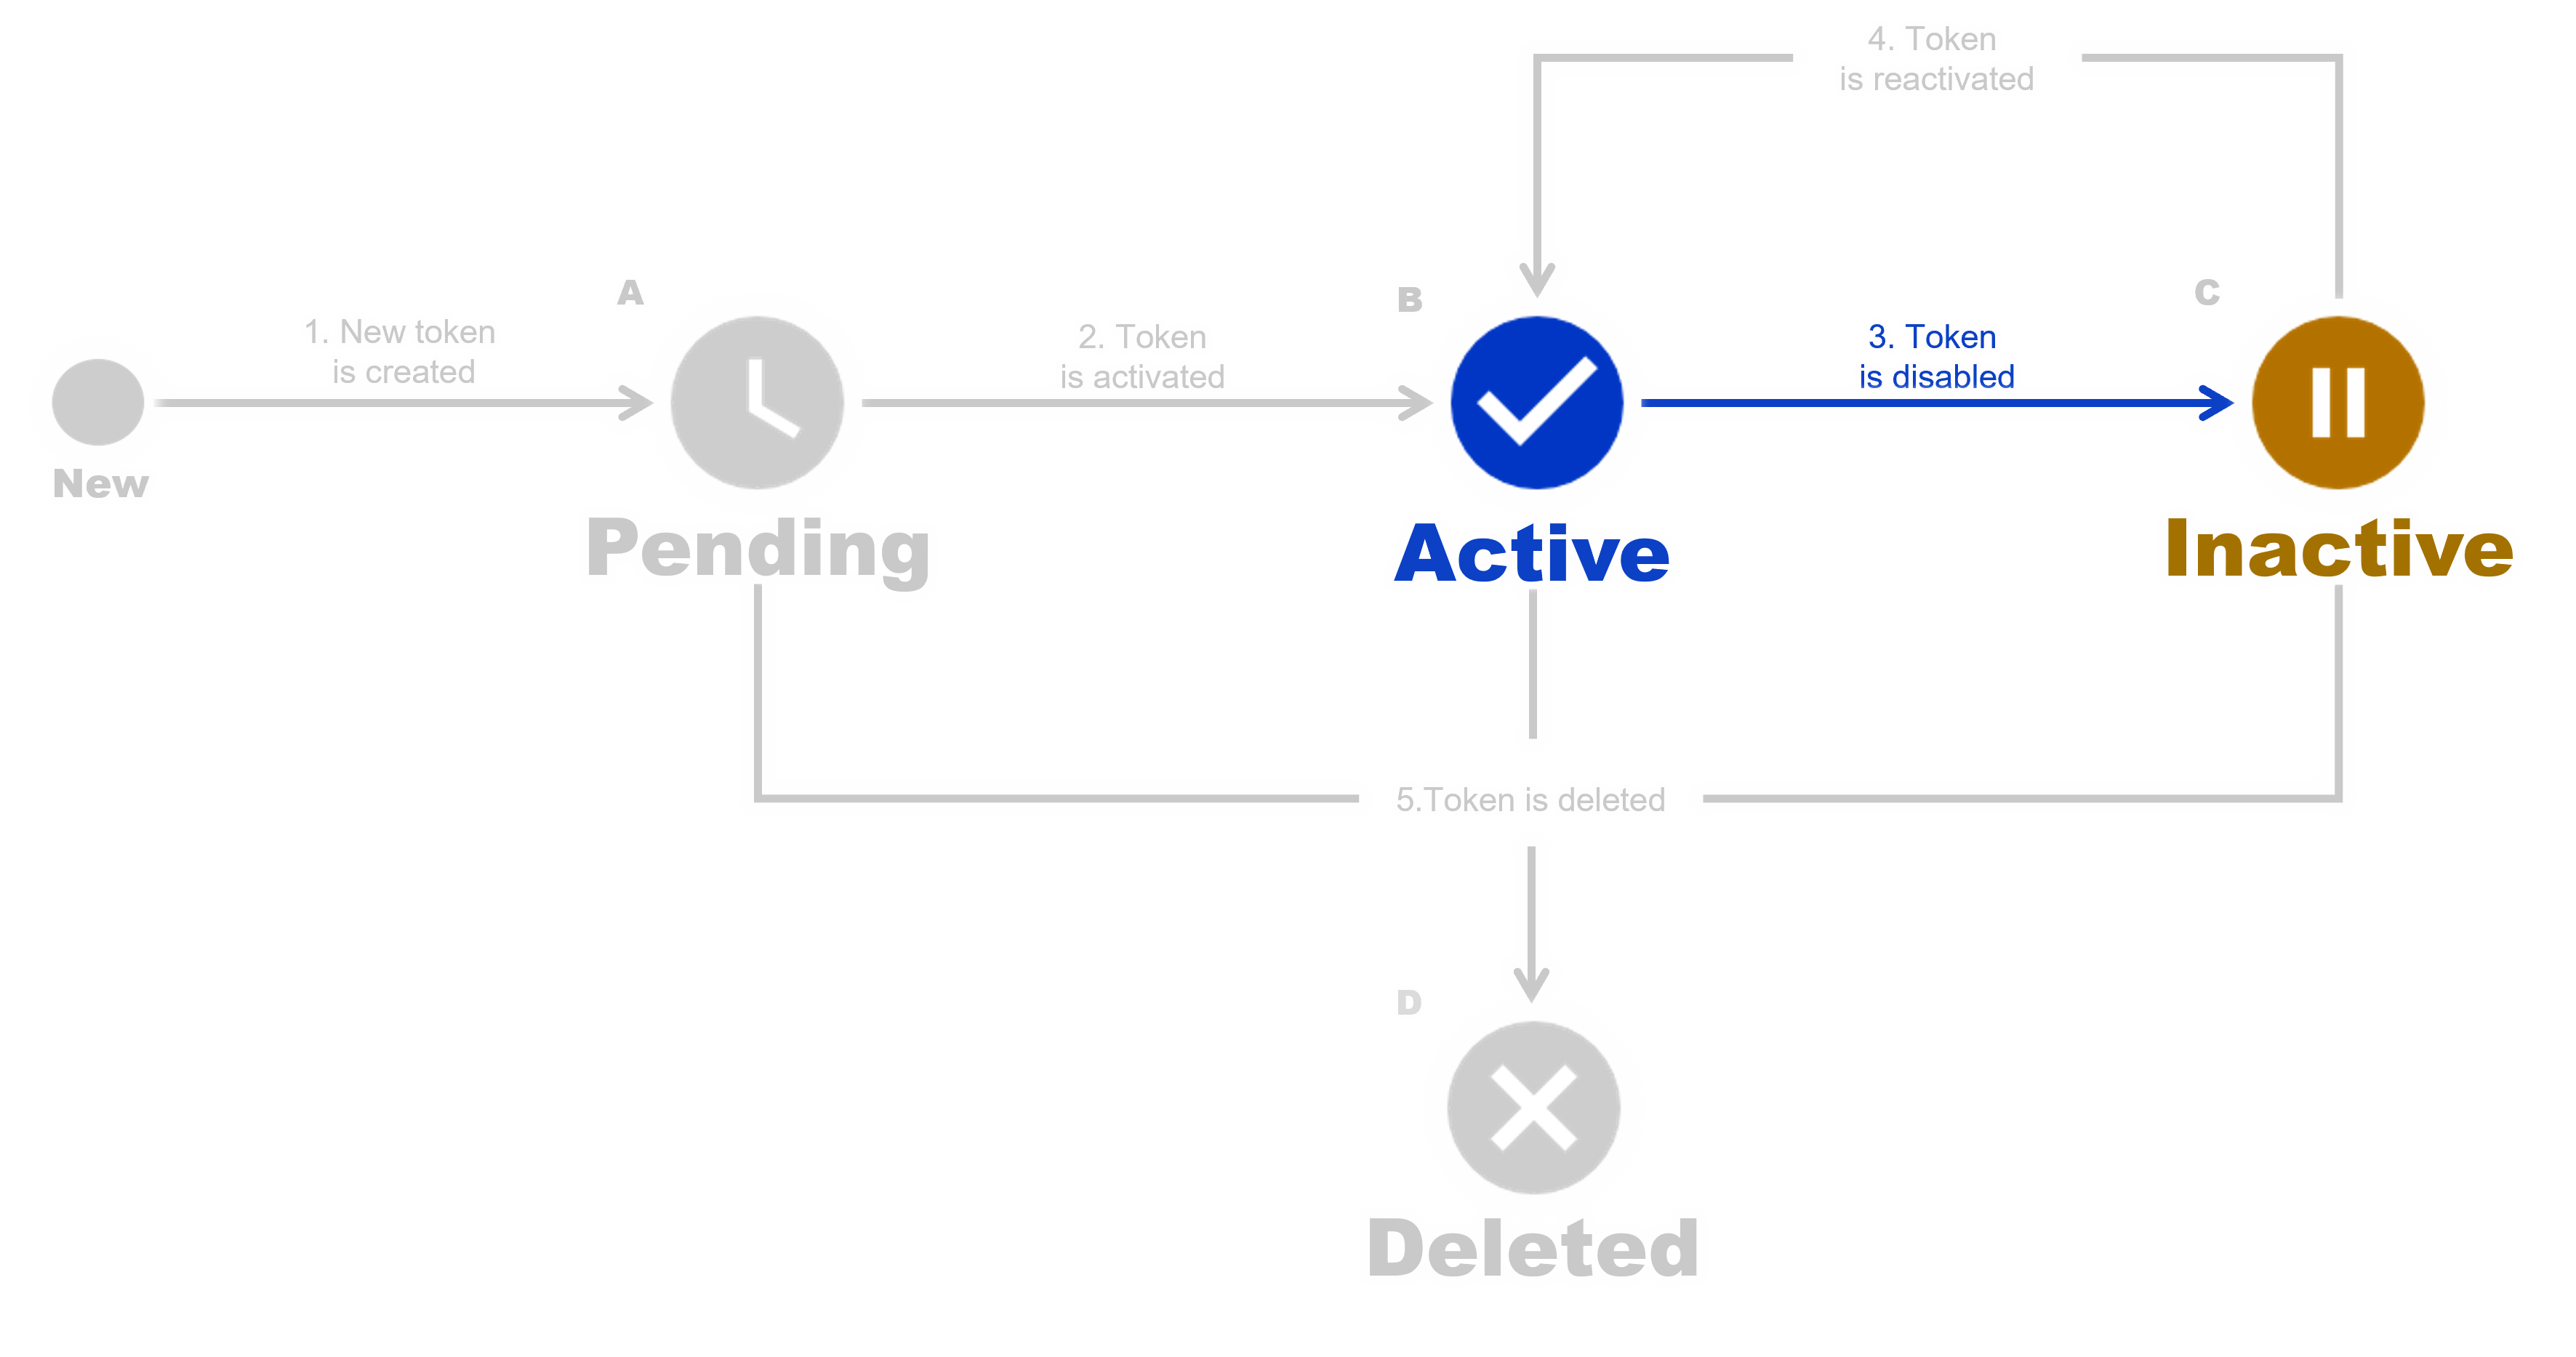 4. Token
is reactivated
A
B
C
1. New token
is created
2. Token
is activated
3. Token
is disabled
New
Pending
Active
Inactive
5.Token is deleted
D
Deleted